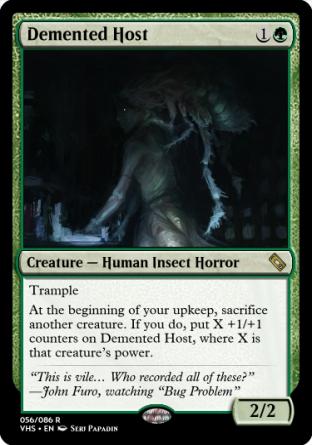 Demented Host 1
Creature — Human Insect Horror
Trample
At the beginning of your upkeep, sacrifice
another creature. If you do, put X +1/+1
counters on Demented Host, where X is
that creature's power.
"This is vile... Who recorded all of these?"
—John Furo, watching "Bug Problem"
2/2
056/086 R
VHS • EN Seri Papadin